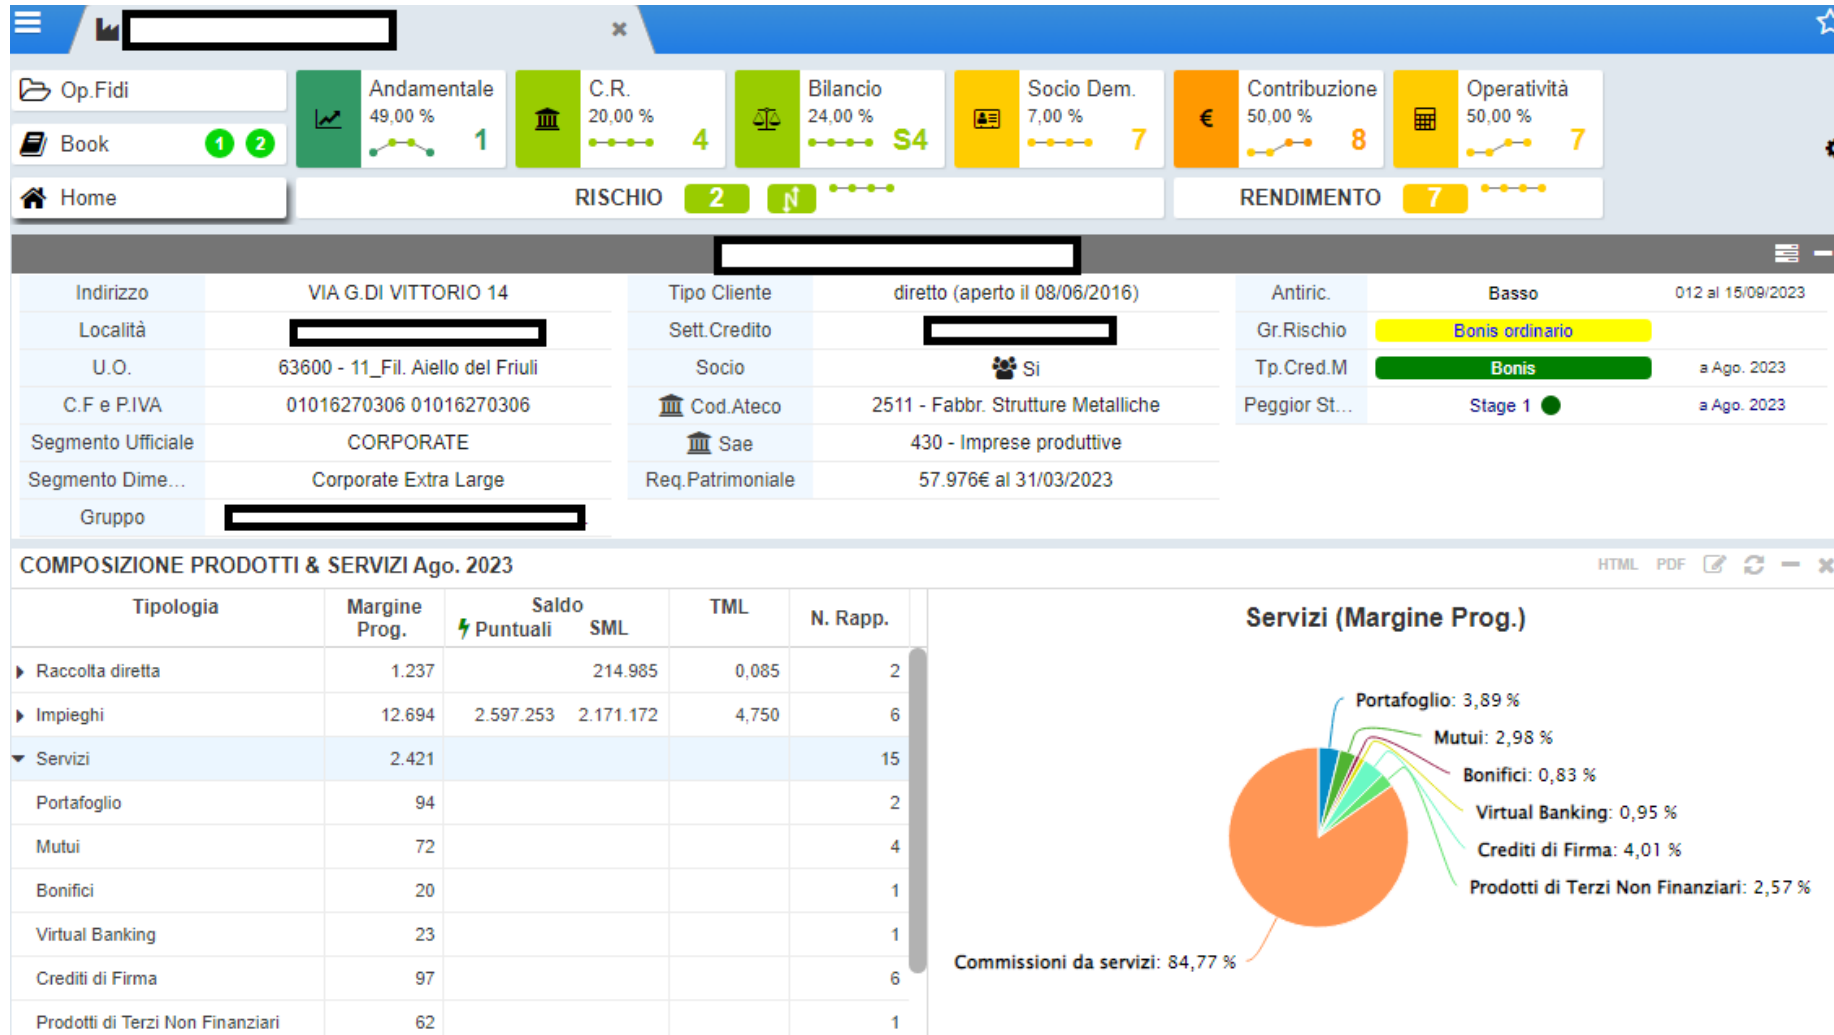 Op.Fidi
Book 1 2
Home
Andamentale
49,00 %
1
C.R.
20,00 %
4
Bilancio
24,00 %
S4
Socio Dem.
7,00 %
7
€
Contribuzione
50,00 %
8
Operatività
50,00 %
7
RISCHIO 2 N
RENDIMENTO 7
Indirizzo VIA G.DI VITTORIO 14 Tipo Cliente diretto (aperto il 08/06/2016) Antiric. Basso 012 al 15/09/2023
Località Sett.Credito Gr.Rischio Bonis ordinario
U.O. 63600 - 11_Fil. Aiello del Friuli Socio Si Tp.Cred.M Bonis a Ago. 2023
C.F e P.IVA 01016270306 01016270306 Cod.Ateco 2511 - Fabbr. Strutture Metalliche Peggior St... Stage 1 a Ago. 2023
Segmento Ufficiale CORPORATE Sae 430 - Imprese produttive
Segmento Dime... Corporate Extra Large Req.Patrimoniale 57.976€ al 31/03/2023
Gruppo
COMPOSIZIONE PRODOTTI & SERVIZI Ago. 2023 HTML PDF
Tipologia Margine Prog. Saldo Puntuali SML TML N. Rapp.
Raccolta diretta 1.237 214.985 0,085 2
Impieghi 12.694 2.597.253 2.171.172 4,750 6
Servizi 2.421 15
Portafoglio 94 2
Mutui 72 4
Bonifici 20 1
Virtual Banking 23 1
Crediti di Firma 97 6
Prodotti di Terzi Non Finanziari 62 1
Servizi (Margine Prog.)
Portafoglio: 3,89 %
Mutui: 2,98 %
Bonifici: 0,83 %
Virtual Banking: 0,95 %
Crediti di Firma: 4,01 %
Prodotti di Terzi Non Finanziari: 2,57 %
Commissioni da servizi: 84,77 %